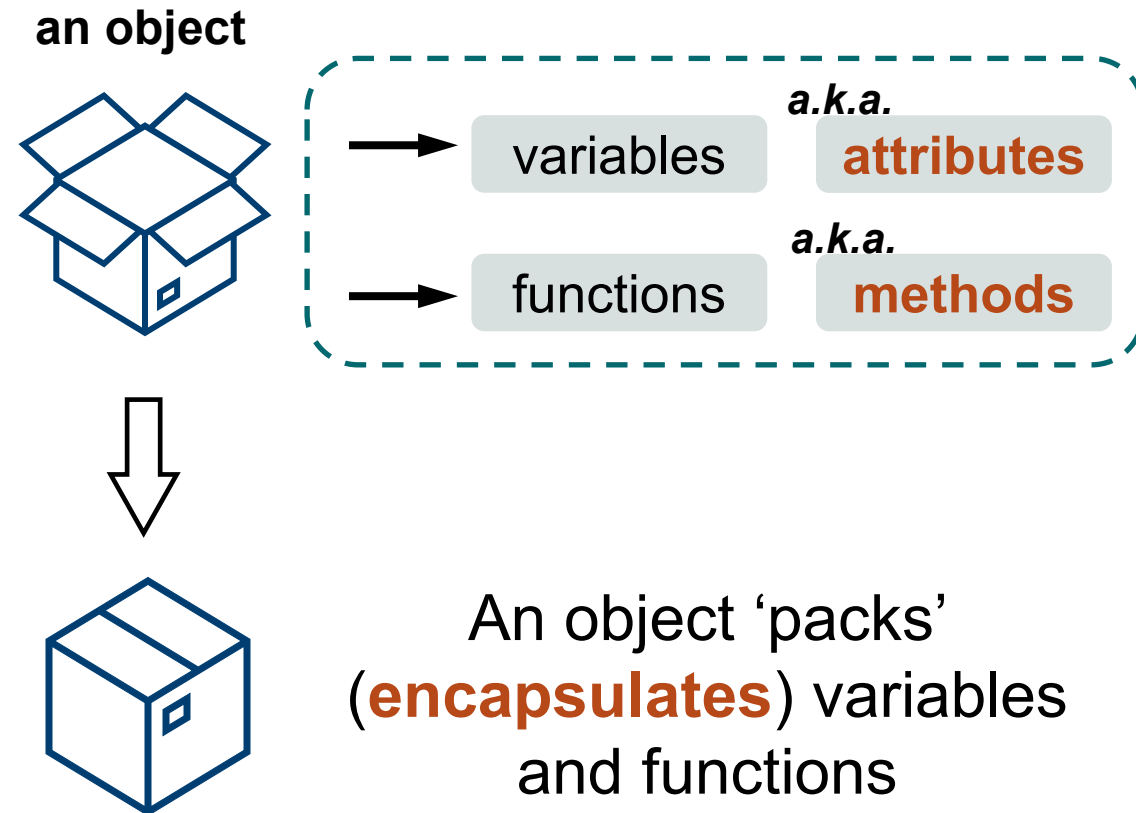 an object
a.k.a.
variables attributes
a.k.a.
functions methods
An object ‘packs’
(encapsulates) variables
and functions